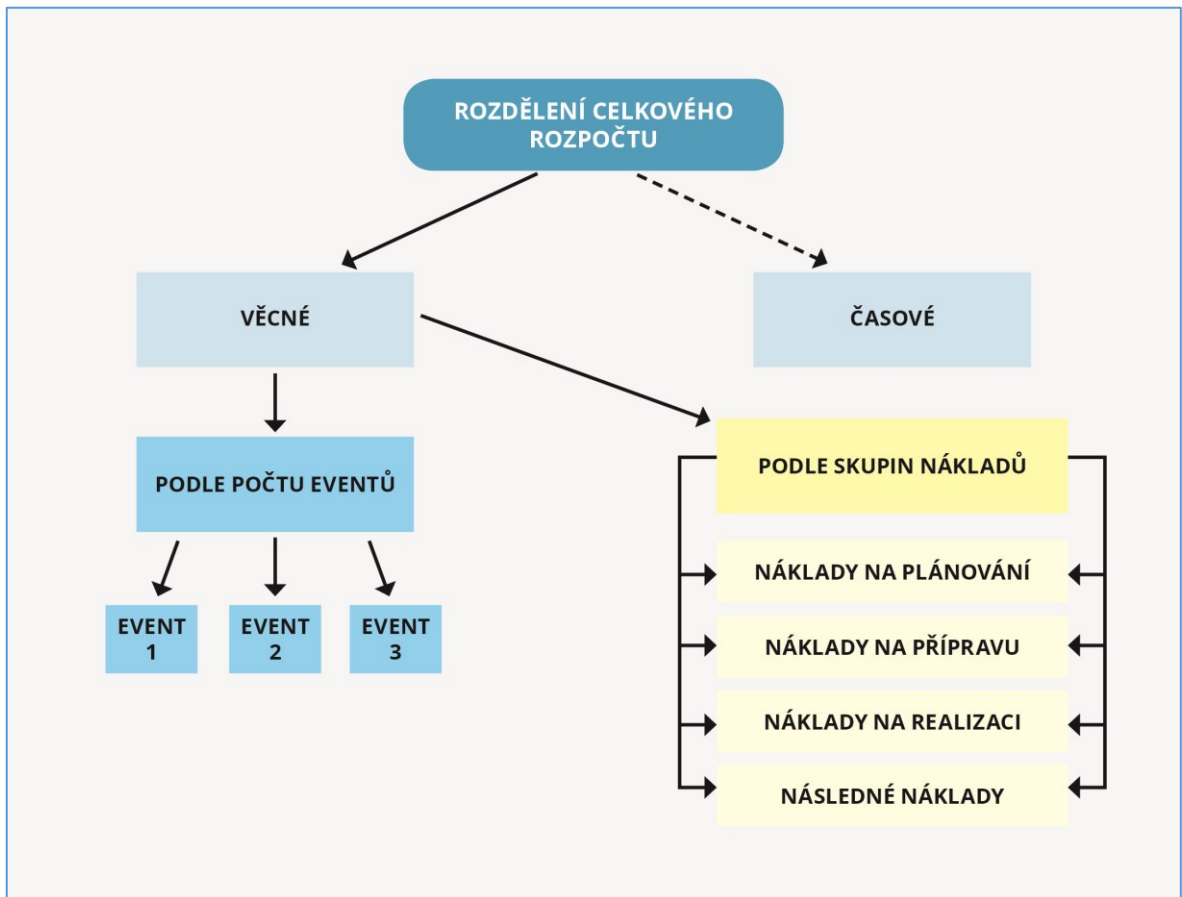 ROZDĚLENÍ CELKOVÉHO
ROZPOČTU
VĚCNÉ
ČASOVÉ
PODLE POČTU EVENTŮ
EVENT
1
EVENT
2
EVENT
3
PODLE SKUPIN NÁKLADŮ
NÁKLADY NA PLÁNOVÁNÍ
NÁKLADY NA PŘÍPRAVU
NÁKLADY NA REALIZACI
NÁSLEDNÉ NÁKLADY